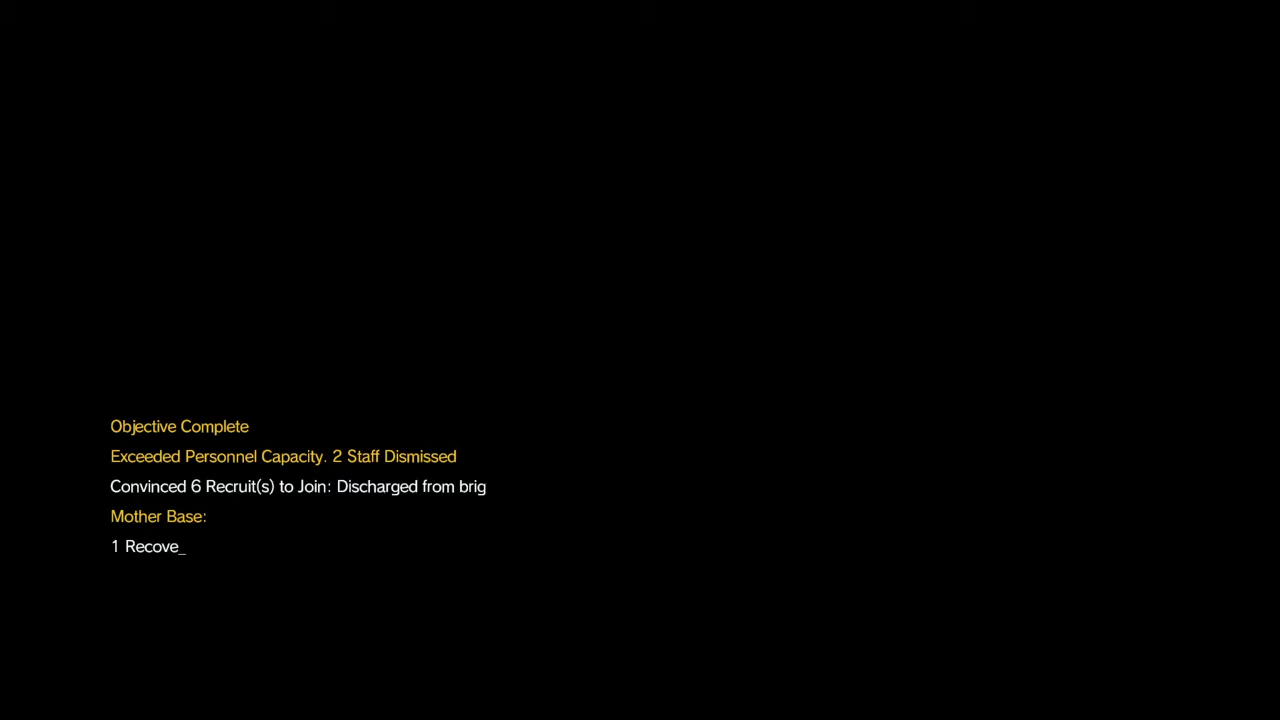 Objective Complete
Exceeded Personnel Capacity. 2 Staff Dismissed
Convinced 6 Recruit(s) to Join: Discharged from brig
Mother Base:
1 Recove_